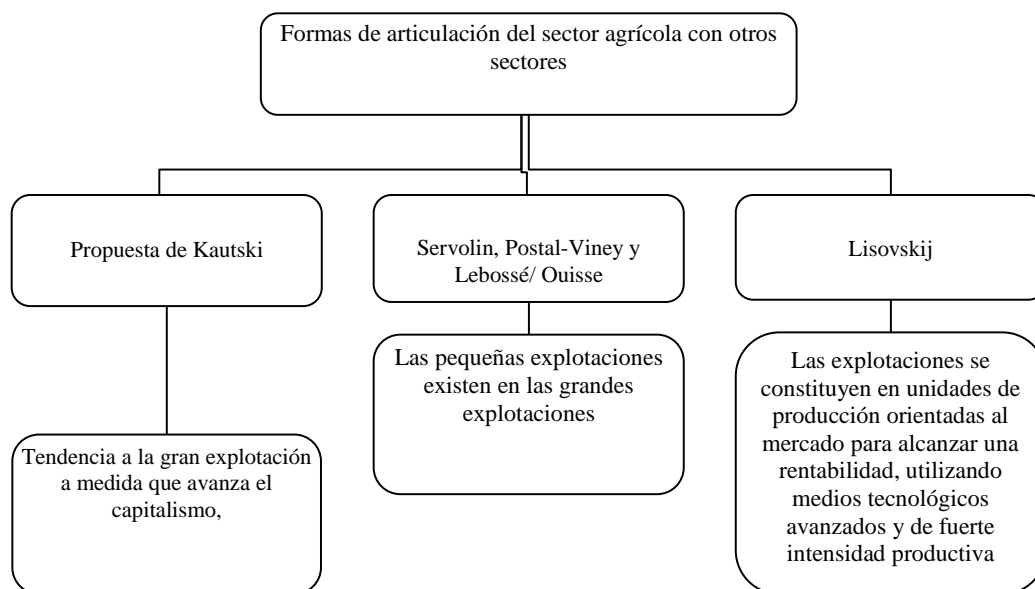 Formas de articulación del sector agrícola con otros
sectores
Propuesta de Kautski
Servolin, Postal-Viney y
Lebossé/ Ouisse
Lisovskij
Tendencia a la gran explotación
a medida que avanza el
capitalismo,
Las pequeñas explotaciones
existen en las grandes
explotaciones
Las explotaciones se
constituyen en unidades de
producción orientadas al
mercado para alcanzar una
rentabilidad, utilizando
medios tecnológicos
avanzados y de fuerte
intensidad productiva